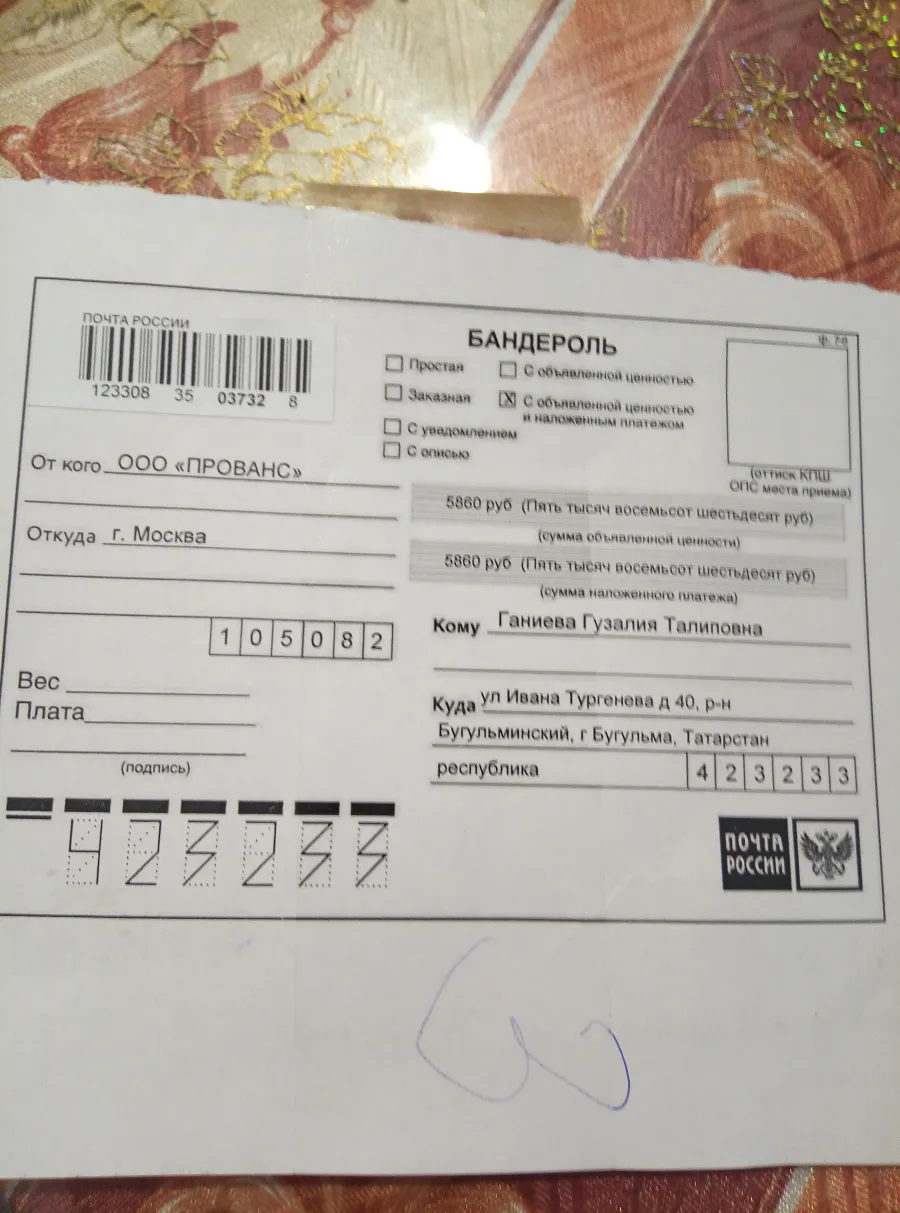 ПОЧТА РОССИИ
123308 35 03732 8
БАНДЕРОЛЬ
ф. 7-в
Простая
С объявленной ценностью
Заказная
X С объявленной ценностью
и наложенным платежом
С уведомлением
С описью
(оттиск КПШ
ОПС места приема)
От кого ООО «ПРОВАНС»
5860 руб (Пять тысяч восемьсот шестьдесят руб)
(сумма объявленной ценности)
Откуда г. Москва
5860 руб (Пять тысяч восемьсот шестьдесят руб)
(сумма наложенного платежа)
105082
Кому Ганиева Гузалия Талиповна
Вес
Плата
(подпись)
Куда ул Ивана Тургенева д 40, р-н
Бугульминский, г Бугульма, Татарстан
республика 423233
423233
ПОЧТА
РОССИИ